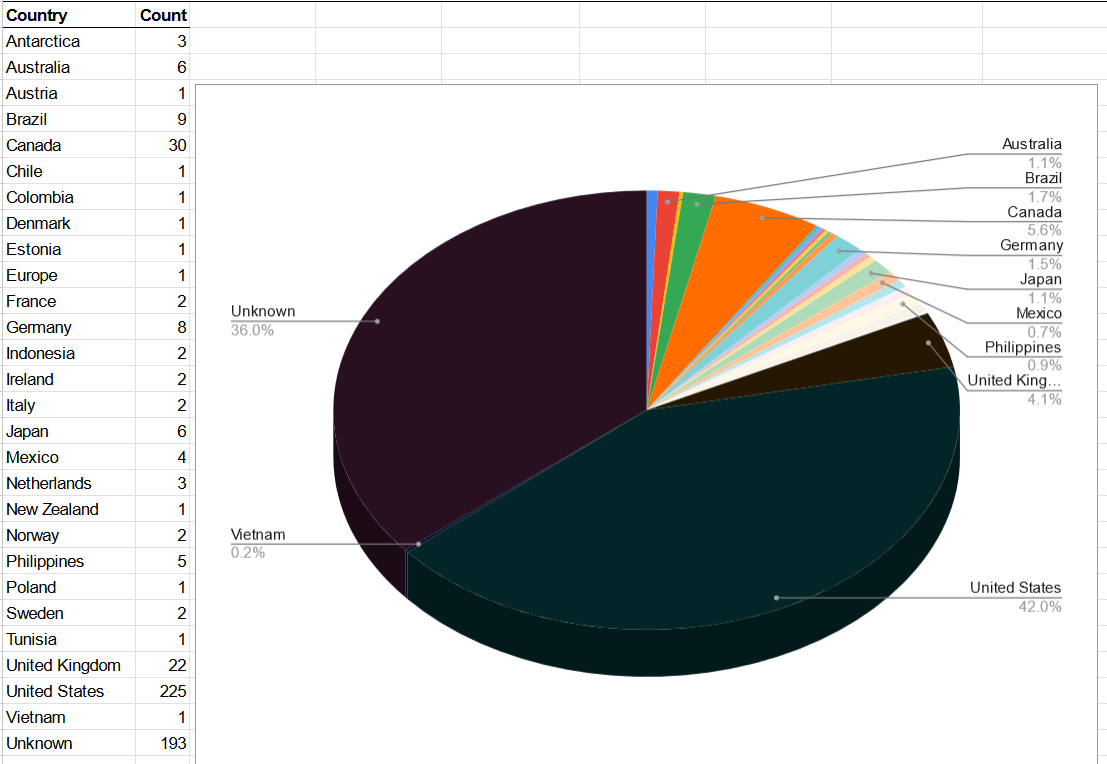 Country Count
Antarctica 3
Australia 6
Austria 1
Brazil 9
Canada 30
Chile 1
Colombia 1
Denmark 1
Estonia 1
Europe 1
France 2
Germany 8
Indonesia 2
Ireland 2
Italy 2
Japan 6
Mexico 4
Netherlands 3
New Zealand 1
Norway 2
Philippines 5
Poland 1
Sweden 2
Tunisia 1
United Kingdom 22
United States 225
Vietnam 1
Unknown 193
Australia
1.1%
Brazil
1.7%
Canada
5.6%
Germany
1.5%
Japan
1.1%
Mexico
0.7%
Philippines
0.9%
United King...
4.1%
Unknown
36.0%
Vietnam
0.2%
United States
42.0%